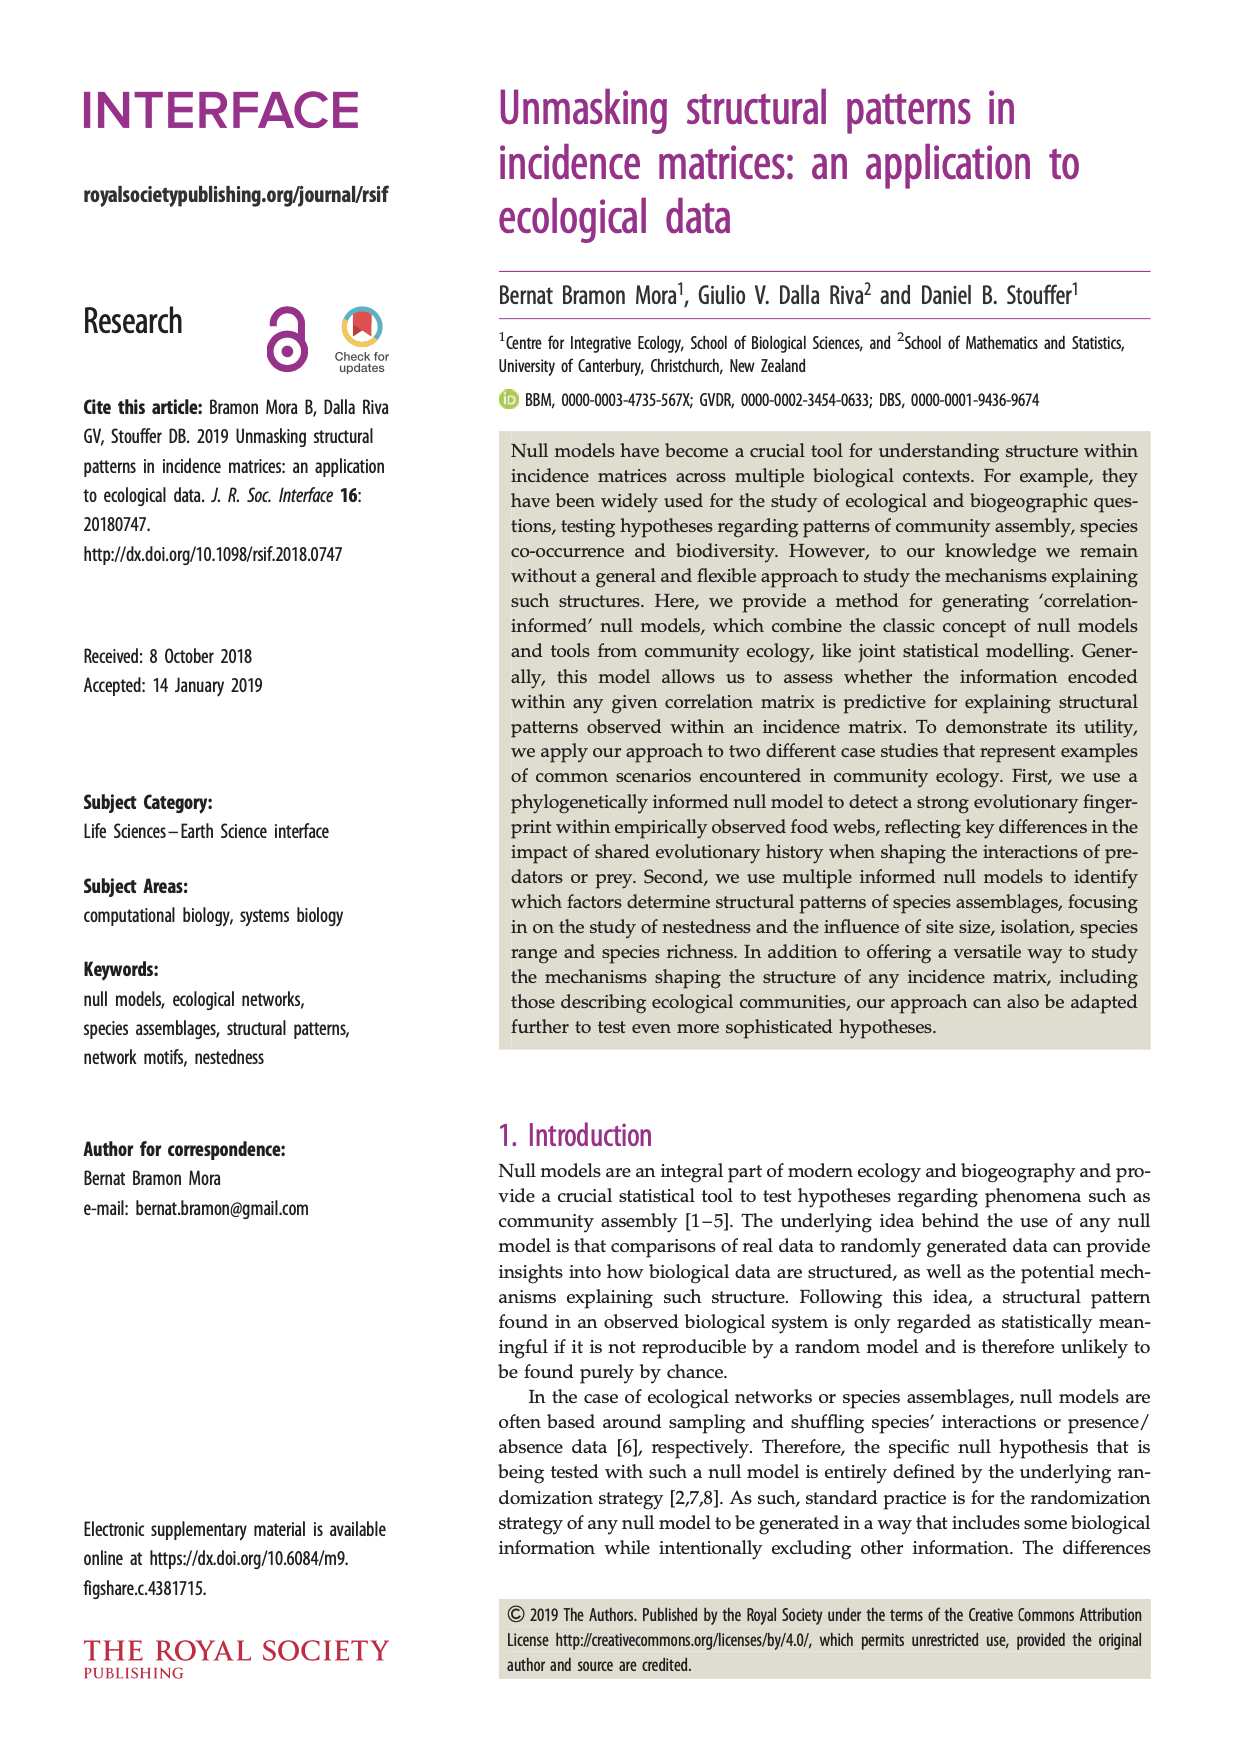 INTERFACE
royalsocietypublishing.org/journal/rsif
Research
Check for
updates
Cite this article: Bramon Mora B, Dalla Riva
GV, Stouffer DB. 2019 Unmasking structural
patterns in incidence matrices: an application
to ecological data. J. R. Soc. Interface 16:
20180747.
http://dx.doi.org/10.1098/rsif.2018.0747
Received: 8 October 2018
Accepted: 14 January 2019
Subject Category:
Life Sciences–Earth Science interface
Subject Areas:
computational biology, systems biology
Keywords:
null models, ecological networks,
species assemblages, structural patterns,
network motifs, nestedness
Author for correspondence:
Bernat Bramon Mora
e-mail: bernat.bramon@gmail.com
Electronic supplementary material is available
online at https://dx.doi.org/10.6084/m9.
figshare.c.4381715.
THE ROYAL SOCIETY
PUBLISHING
Unmasking structural patterns in
incidence matrices: an application to
ecological data
Bernat Bramon Mora1, Giulio V. Dalla Riva2 and Daniel B. Stouffer1
1Centre for Integrative Ecology, School of Biological Sciences, and 2School of Mathematics and Statistics,
University of Canterbury, Christchurch, New Zealand
iD BBM, 0000-0003-4735-567X; GVDR, 0000-0002-3454-0633; DBS, 0000-0001-9436-9674
Null models have become a crucial tool for understanding structure within
incidence matrices across multiple biological contexts. For example, they
have been widely used for the study of ecological and biogeographic ques-
tions, testing hypotheses regarding patterns of community assembly, species
co-occurrence and biodiversity. However, to our knowledge we remain
without a general and flexible approach to study the mechanisms explaining
such structures. Here, we provide a method for generating ‘correlation-
informed’ null models, which combine the classic concept of null models
and tools from community ecology, like joint statistical modelling. Gener-
ally, this model allows us to assess whether the information encoded
within any given correlation matrix is predictive for explaining structural
patterns observed within an incidence matrix. To demonstrate its utility,
we apply our approach to two different case studies that represent examples
of common scenarios encountered in community ecology. First, we use a
phylogenetically informed null model to detect a strong evolutionary finger-
print within empirically observed food webs, reflecting key differences in the
impact of shared evolutionary history when shaping the interactions of pre-
dators or prey. Second, we use multiple informed null models to identify
which factors determine structural patterns of species assemblages, focusing
in on the study of nestedness and the influence of site size, isolation, species
range and species richness. In addition to offering a versatile way to study
the mechanisms shaping the structure of any incidence matrix, including
those describing ecological communities, our approach can also be adapted
further to test even more sophisticated hypotheses.
1. Introduction
Null models are an integral part of modern ecology and biogeography and pro-
vide a crucial statistical tool to test hypotheses regarding phenomena such as
community assembly [1–5]. The underlying idea behind the use of any null
model is that comparisons of real data to randomly generated data can provide
insights into how biological data are structured, as well as the potential mech-
anisms explaining such structure. Following this idea, a structural pattern
found in an observed biological system is only regarded as statistically mean-
ingful if it is not reproducible by a random model and is therefore unlikely to
be found purely by chance.
In the case of ecological networks or species assemblages, null models are
often based around sampling and shuffling species’ interactions or presence/
absence data [6], respectively. Therefore, the specific null hypothesis that is
being tested with such a null model is entirely defined by the underlying ran-
domization strategy [2,7,8]. As such, standard practice is for the randomization
strategy of any null model to be generated in a way that includes some biological
information while intentionally excluding other information. The differences
© 2019 The Authors. Published by the Royal Society under the terms of the Creative Commons Attribution
License http://creativecommons.org/licenses/by/4.0/, which permits unrestricted use, provided the original
author and source are credited.